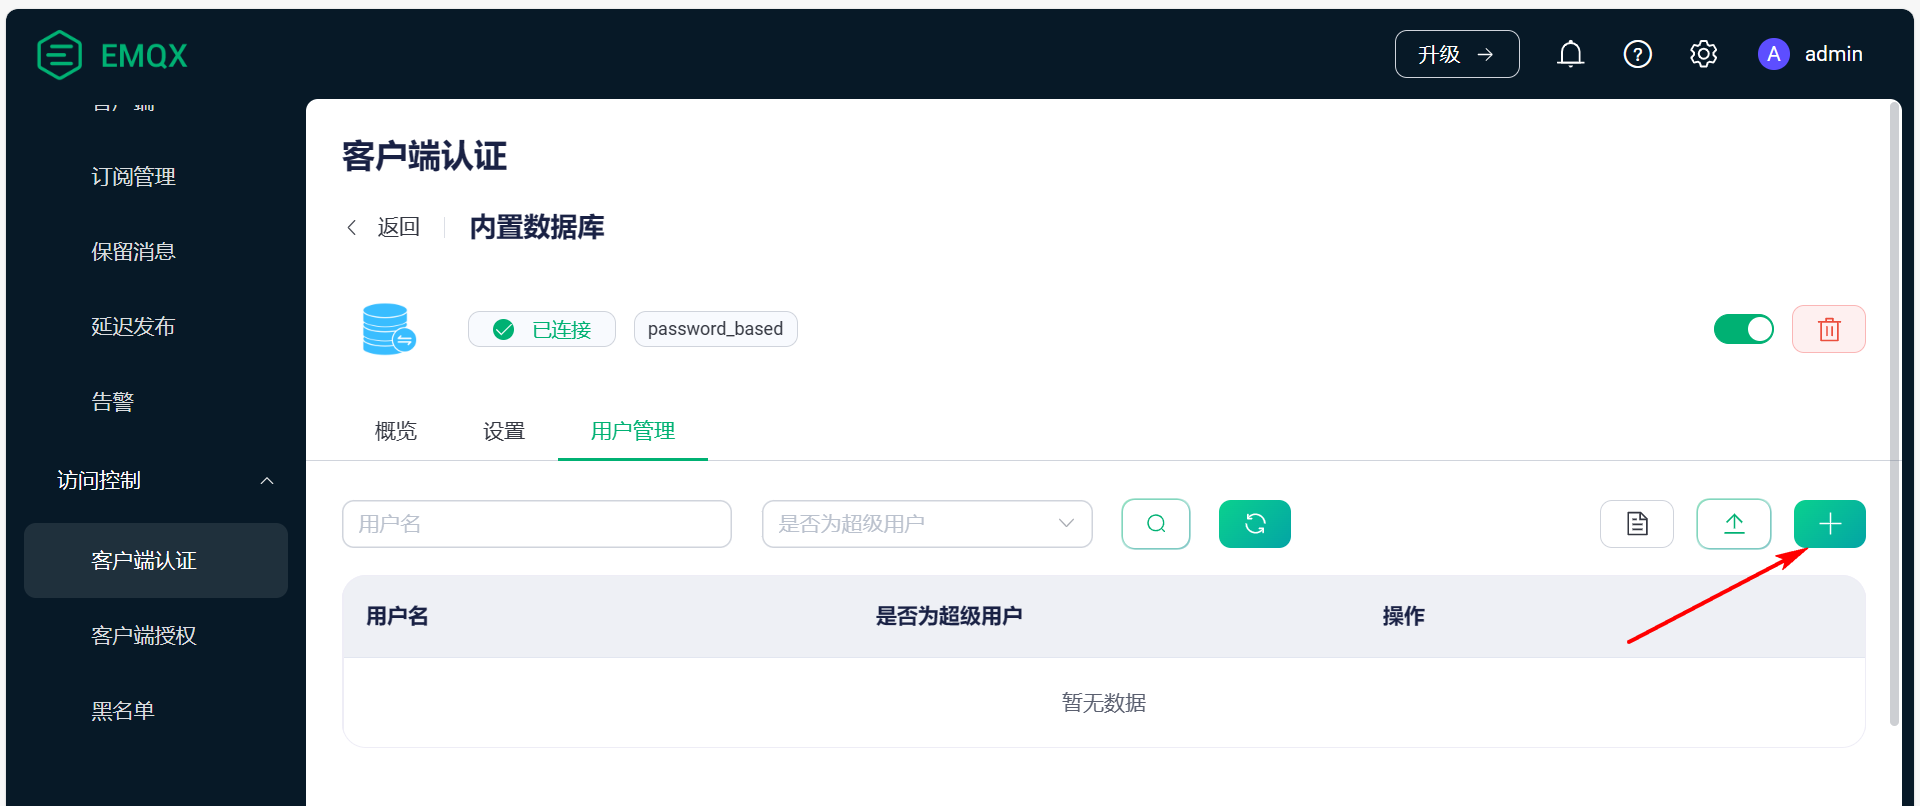 EMQX
升级
A
admin
客户端
订阅管理
保留消息
延迟发布
告警
访问控制
客户端认证
客户端授权
黑名单
客户端认证
返回
内置数据库
已连接
password_based
概览
设置
用户管理
用户名
是否为超级用户
用户名
是否为超级用户
操作
暂无数据